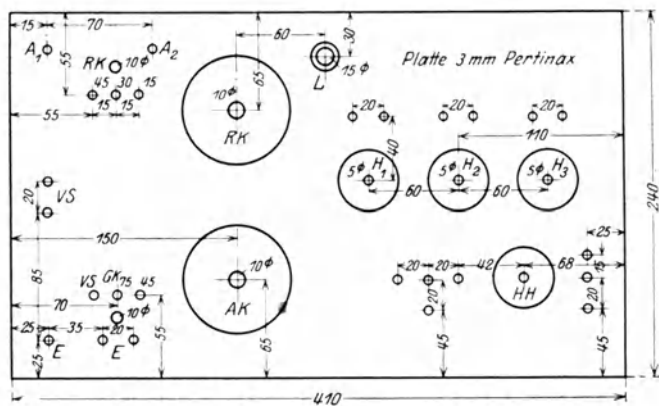 15 70 60 30
A₁ 55 A₂
RK 10ϕ 65 Platte 3 mm Pertinax
L 15 ϕ
45 30 15
55 15 15
10ϕ
RK
20 20 20
110
40
5ϕ H₁ 5ϕ H₂ 5ϕ H₃
60 60
240
20 VS
150
25
85
10ϕ
20 20 42 68 15
VS GK 75 45
HH 20
70 10ϕ AK 20
25 35 20
55 65 45 45
25 E E
410